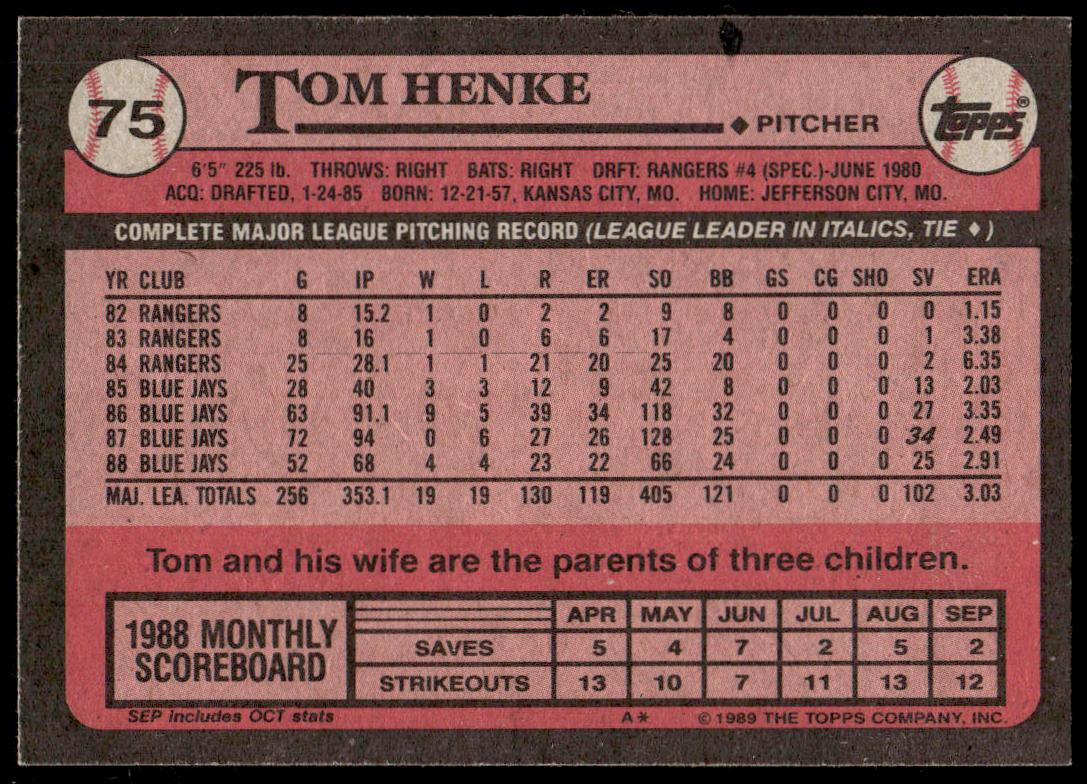 75
TOM HENKE
topps®
◆ PITCHER
6'5" 225 lb. THROWS: RIGHT BATS: RIGHT DRFT: RANGERS #4 (SPEC.)-JUNE 1980
ACQ: DRAFTED, 1-24-85 BORN: 12-21-57, KANSAS CITY, MO. HOME: JEFFERSON CITY, MO.
COMPLETE MAJOR LEAGUE PITCHING RECORD (LEAGUE LEADER IN ITALICS, TIE ♦)
YR CLUB G IP W L R ER SO BB GS CG SHO SV ERA
82 RANGERS 8 15.2 1 0 2 2 9 8 0 0 0 0 1.15
83 RANGERS 8 16 1 0 6 6 17 4 0 0 0 1 3.38
84 RANGERS 25 28.1 1 1 21 20 25 20 0 0 0 2 6.35
85 BLUE JAYS 28 40 3 3 12 9 42 8 0 0 0 13 2.03
86 BLUE JAYS 63 91.1 9 5 39 34 118 32 0 0 0 27 3.35
87 BLUE JAYS 72 94 0 6 27 26 128 25 0 0 0 34 2.49
88 BLUE JAYS 52 68 4 4 23 22 66 24 0 0 0 25 2.91
MAJ. LEA. TOTALS 256 353.1 19 19 130 119 405 121 0 0 0 102 3.03
Tom and his wife are the parents of three children.
1988 MONTHLY
SCOREBOARD
APR MAY JUN JUL AUG SEP
SAVES 5 4 7 2 5 2
STRIKEOUTS 13 10 7 11 13 12
SEP includes OCT stats
A*
© 1989 THE TOPPS COMPANY, INC.